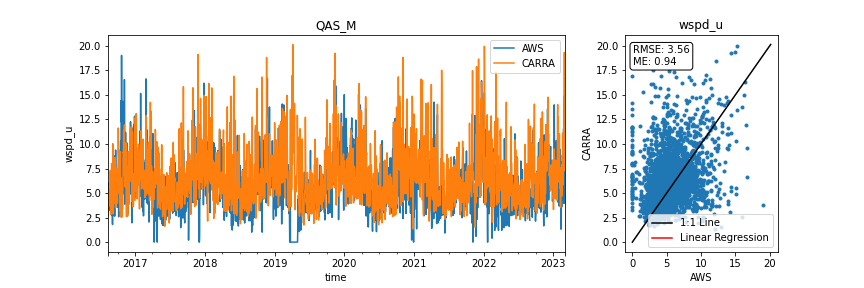 QAS_M
wspd_u
20.0
17.5
15.0
12.5
10.0
7.5
5.0
2.5
0.0
AWS
CARRA
2017
2018
2019
2020
2021
2022
2023
time
wspd_u
RMSE: 3.56
ME: 0.94
CARRA
20.0
17.5
15.0
12.5
10.0
7.5
5.0
2.5
0.0
1:1 Line
Linear Regression
0
5
10
15
20
AWS